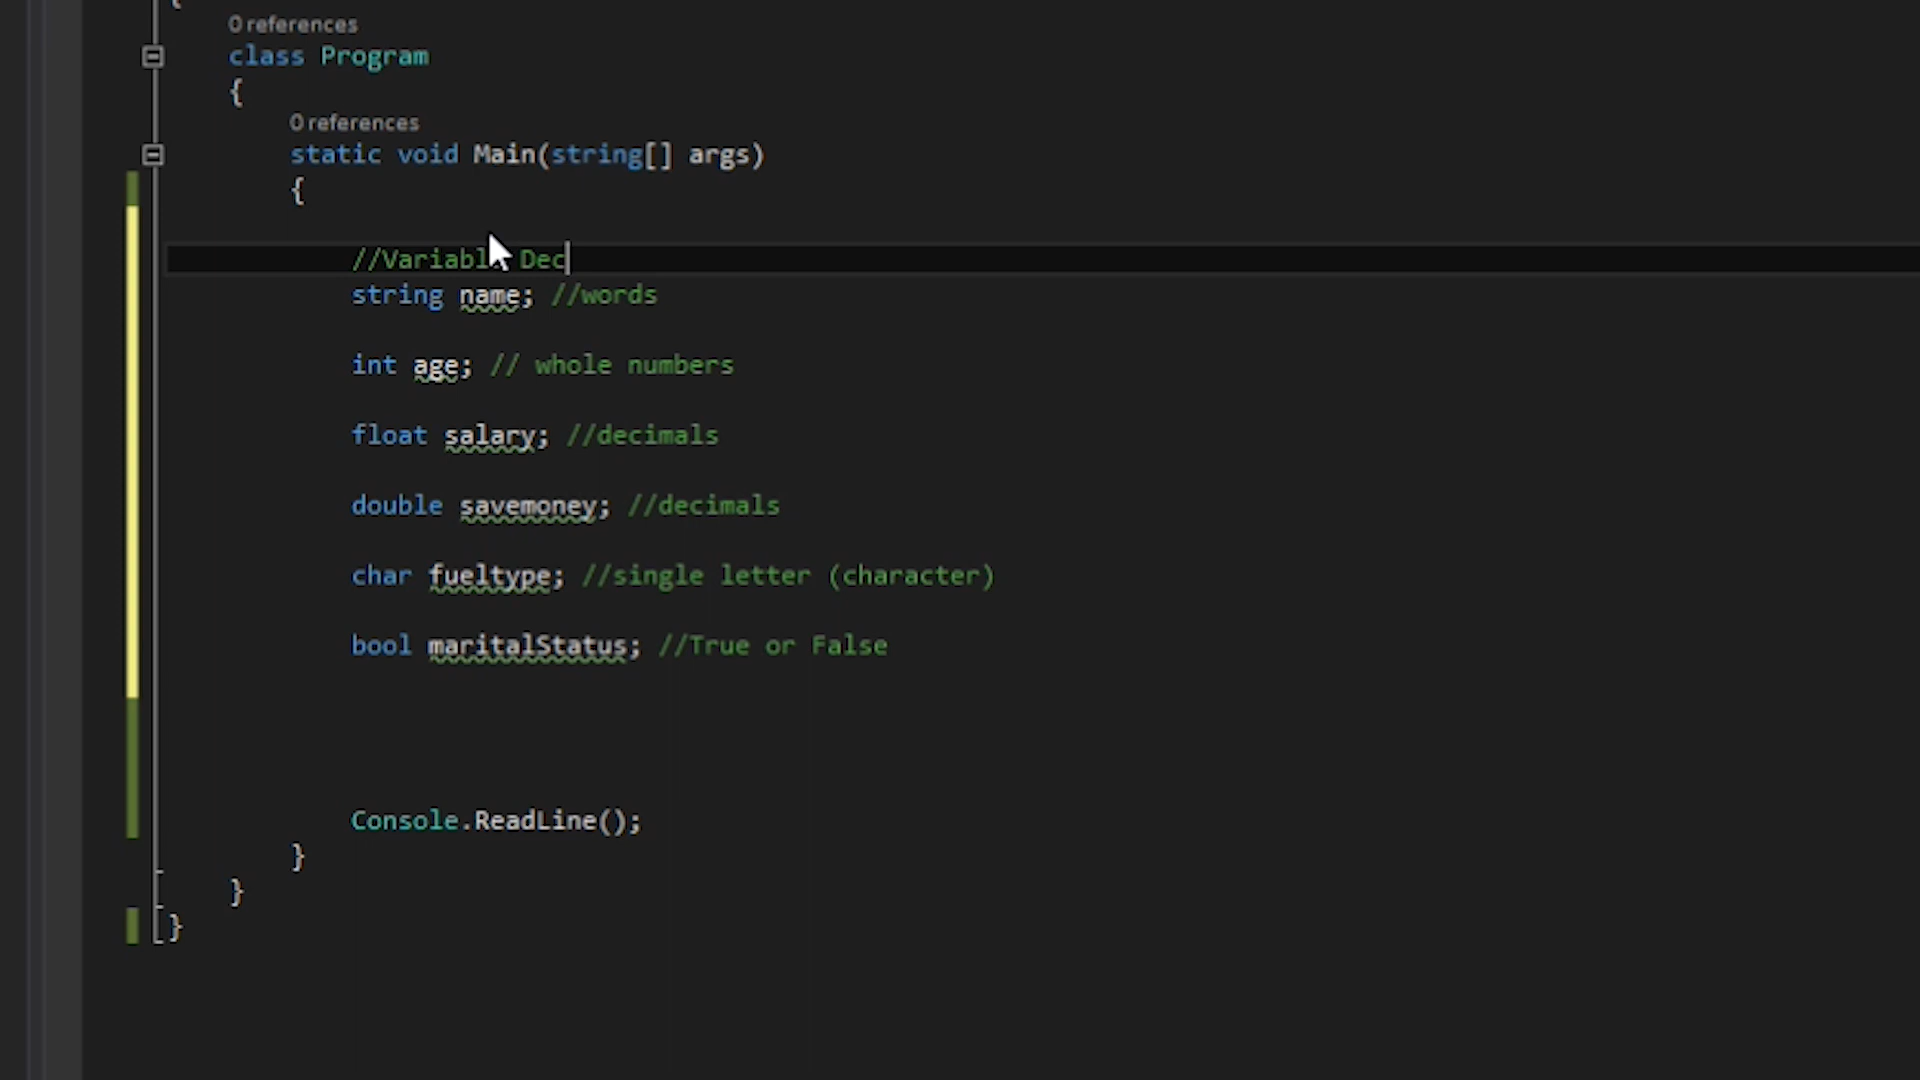 {
0 references
class Program
{
0 references
static void Main(string[] args)
{
//Variable Dec
string name; //words
int age; // whole numbers
float salary; //decimals
double savemoney; //decimals
char fueltype; //single letter (character)
bool maritalStatus; //True or False
Console.ReadLine();
}
}
}